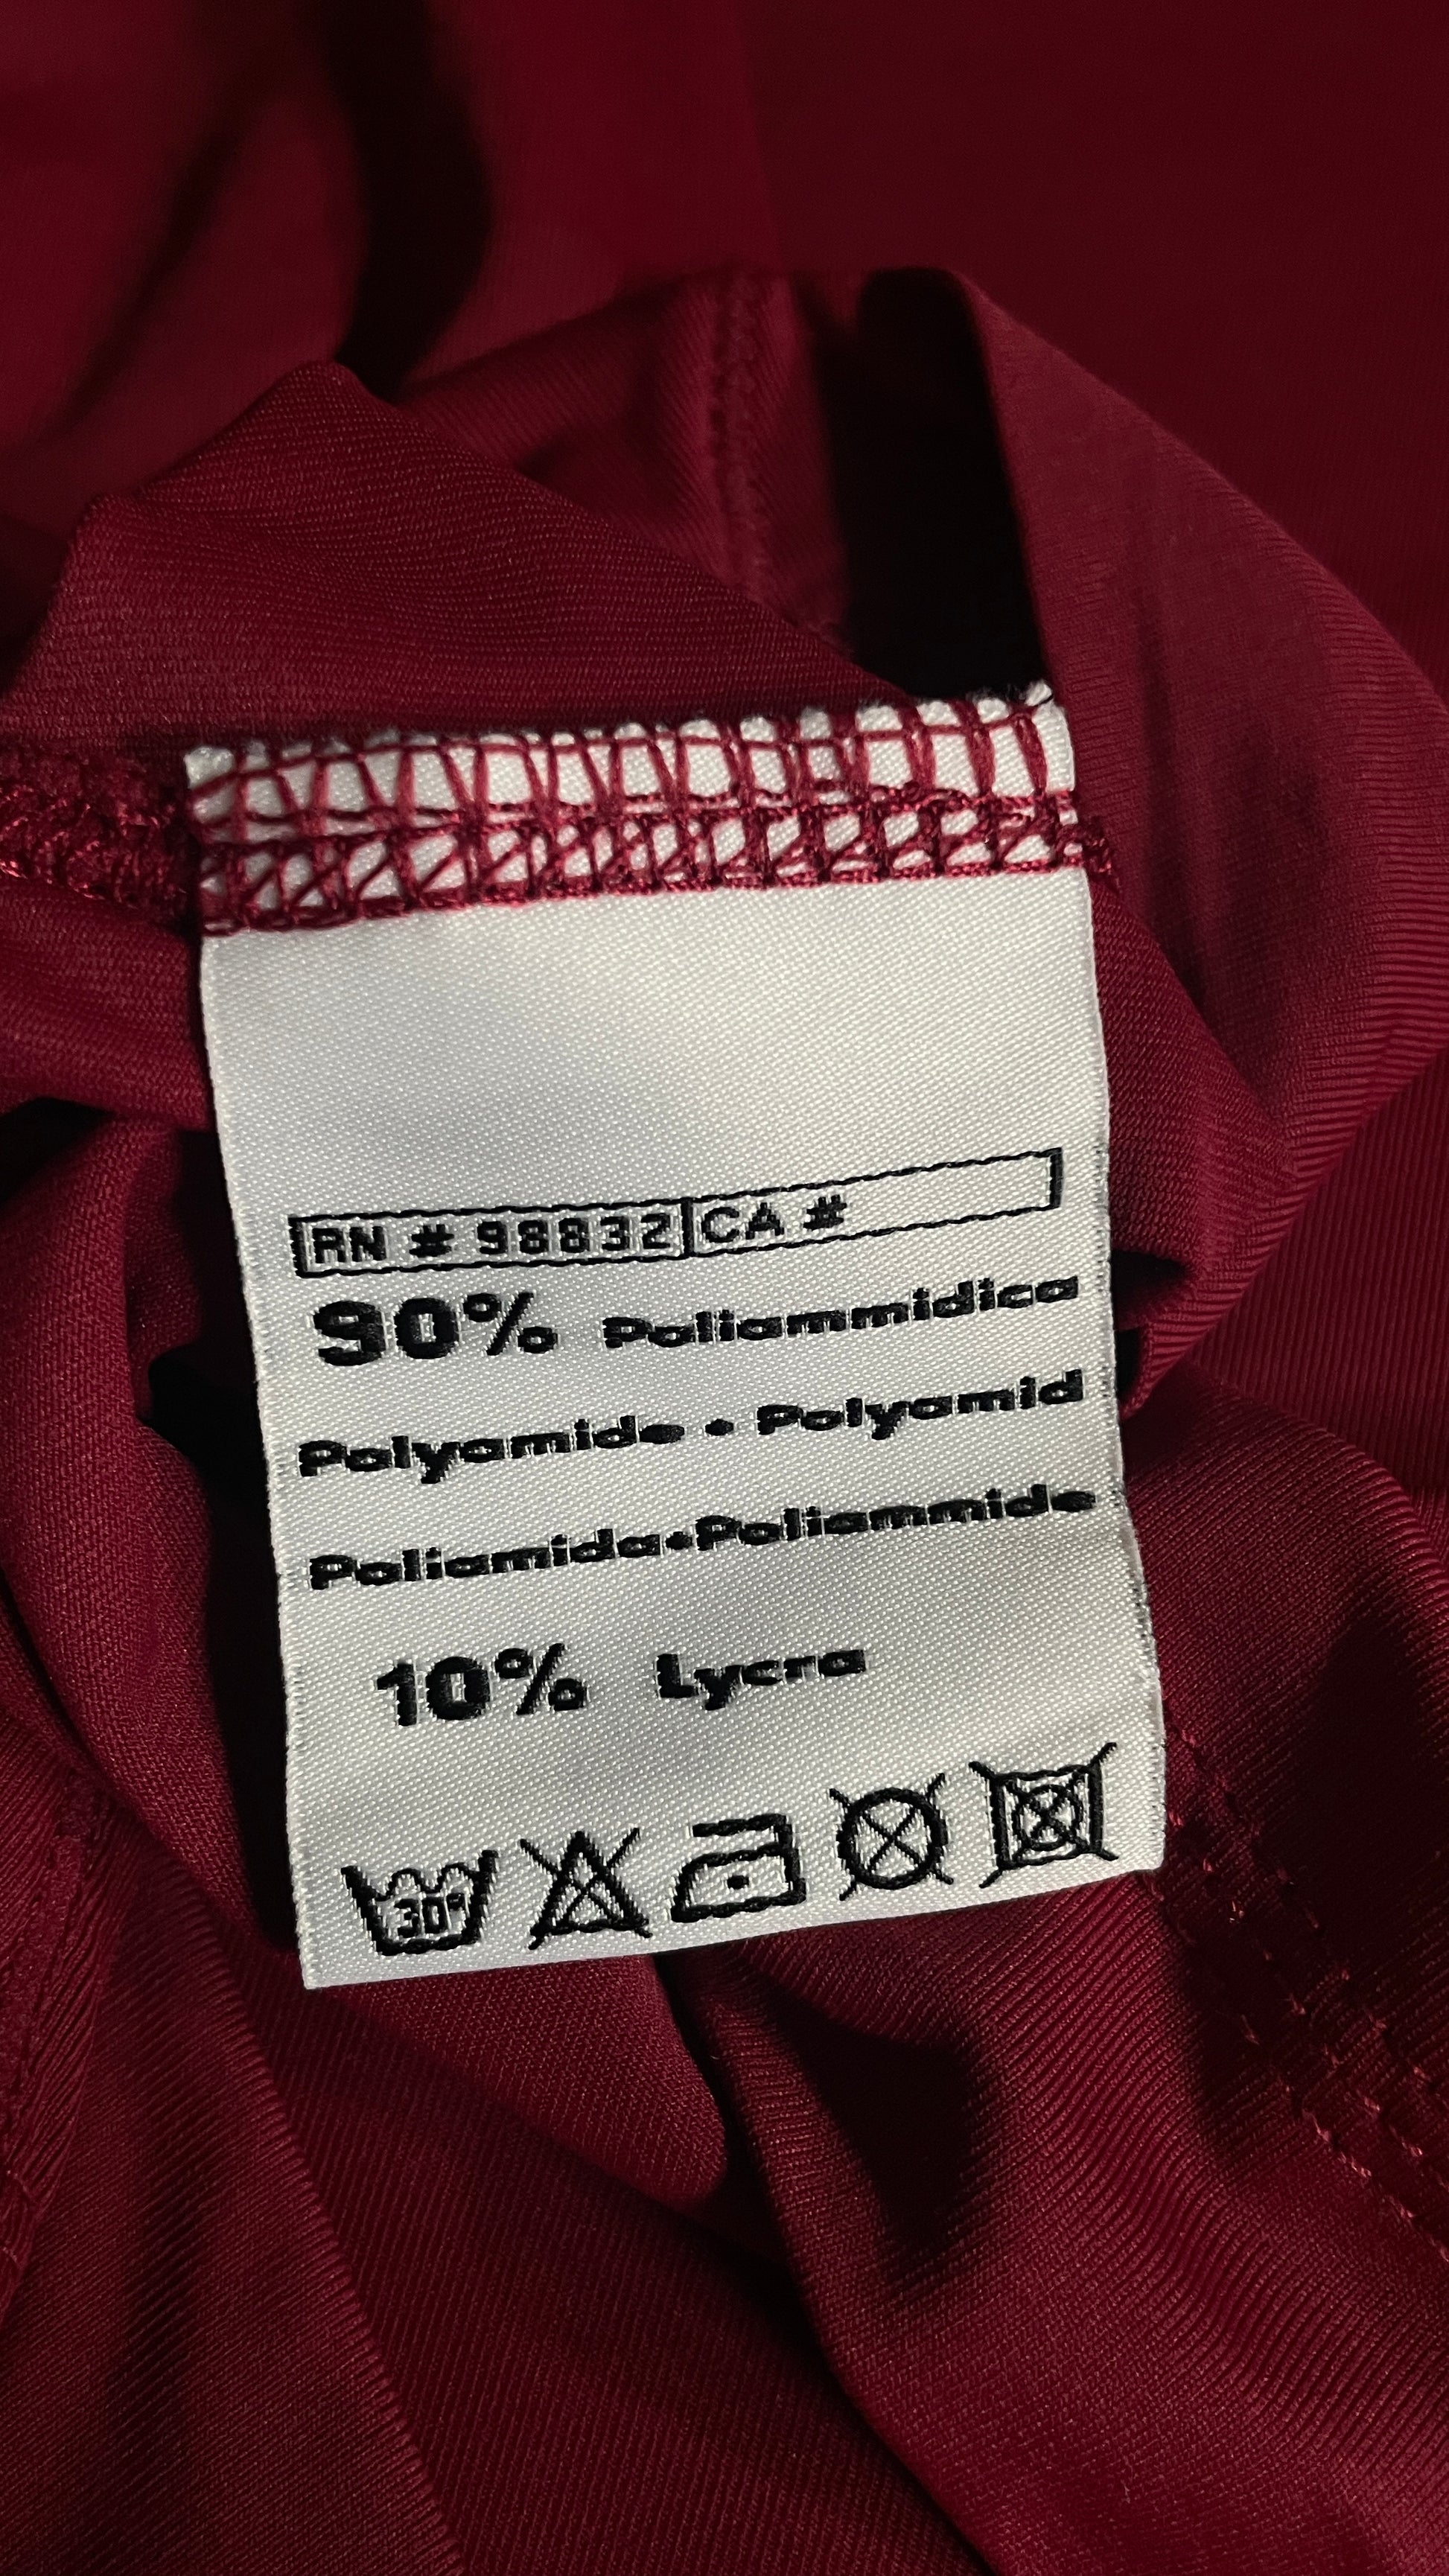 RN # 98832 CA #
90% Poliammidica
Polyamide • Polyamid
Poliamida•Poliammide
10% Lycra
30°